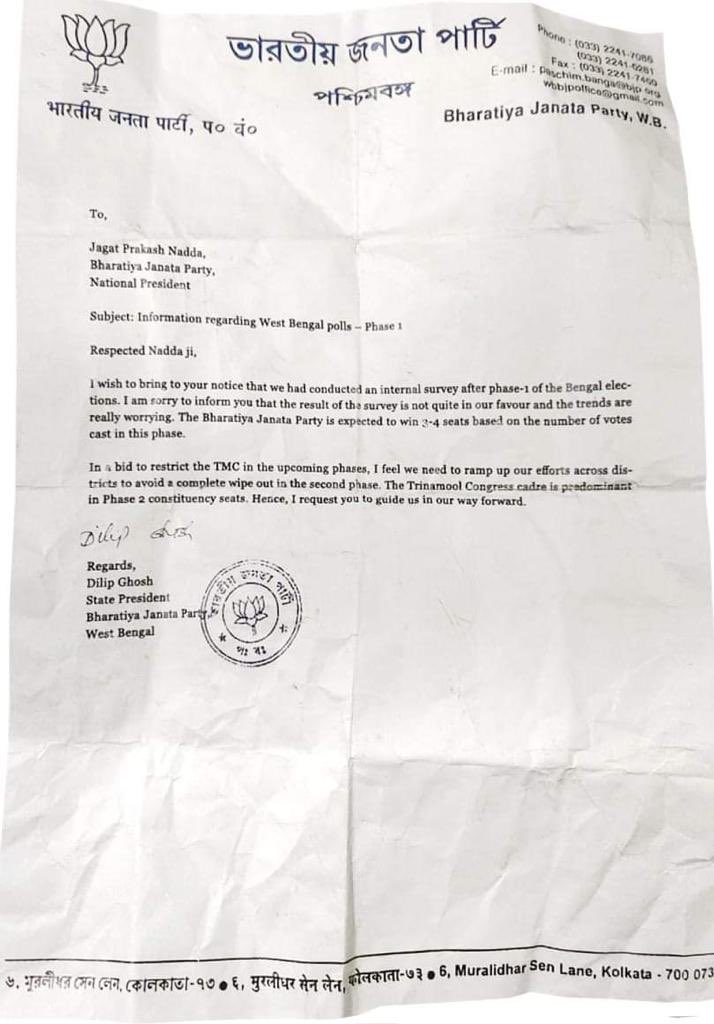 ভারতীয় জনতা পার্টি
পশ্চিমবঙ্গ
भारतीय जनता पार्टी, प० बं०
Phone : (033) 2241-7086
(033) 2241-0281
Fax : (033) 2241-7460
E-mail : paschim.banga@bjp.org
wbbjpoffice@gmail.com
Bharatiya Janata Party, W.B.
To,
Jagat Prakash Nadda,
Bharatiya Janata Party,
National President
Subject: Information regarding West Bengal polls – Phase 1
Respected Nadda ji,
I wish to bring to your notice that we had conducted an internal survey after phase-1 of the Bengal elec-
tions. I am sorry to inform you that the result of the survey is not quite in our favour and the trends are
really worrying. The Bharatiya Janata Party is expected to win 3-4 seats based on the number of votes
cast in this phase.
In a bid to restrict the TMC in the upcoming phases, I feel we need to ramp up our efforts across dis-
tricts to avoid a complete wipe out in the second phase. The Trinamool Congress cadre is predominant
in Phase 2 constituency seats. Hence, I request you to guide us in our way forward.
Dilip Ghosh
Regards,
Dilip Ghosh
State President
Bharatiya Janata Party,
West Bengal
ভারতীয় জনতা পার্টি
পঃ বঃ
৬, মুরলীধর সেন লেন, কোলকাতা-৭৩ ● ६, मुरलीधर सेन लेन, कोलकाता-७३ ● 6, Muralidhar Sen Lane, Kolkata - 700 073